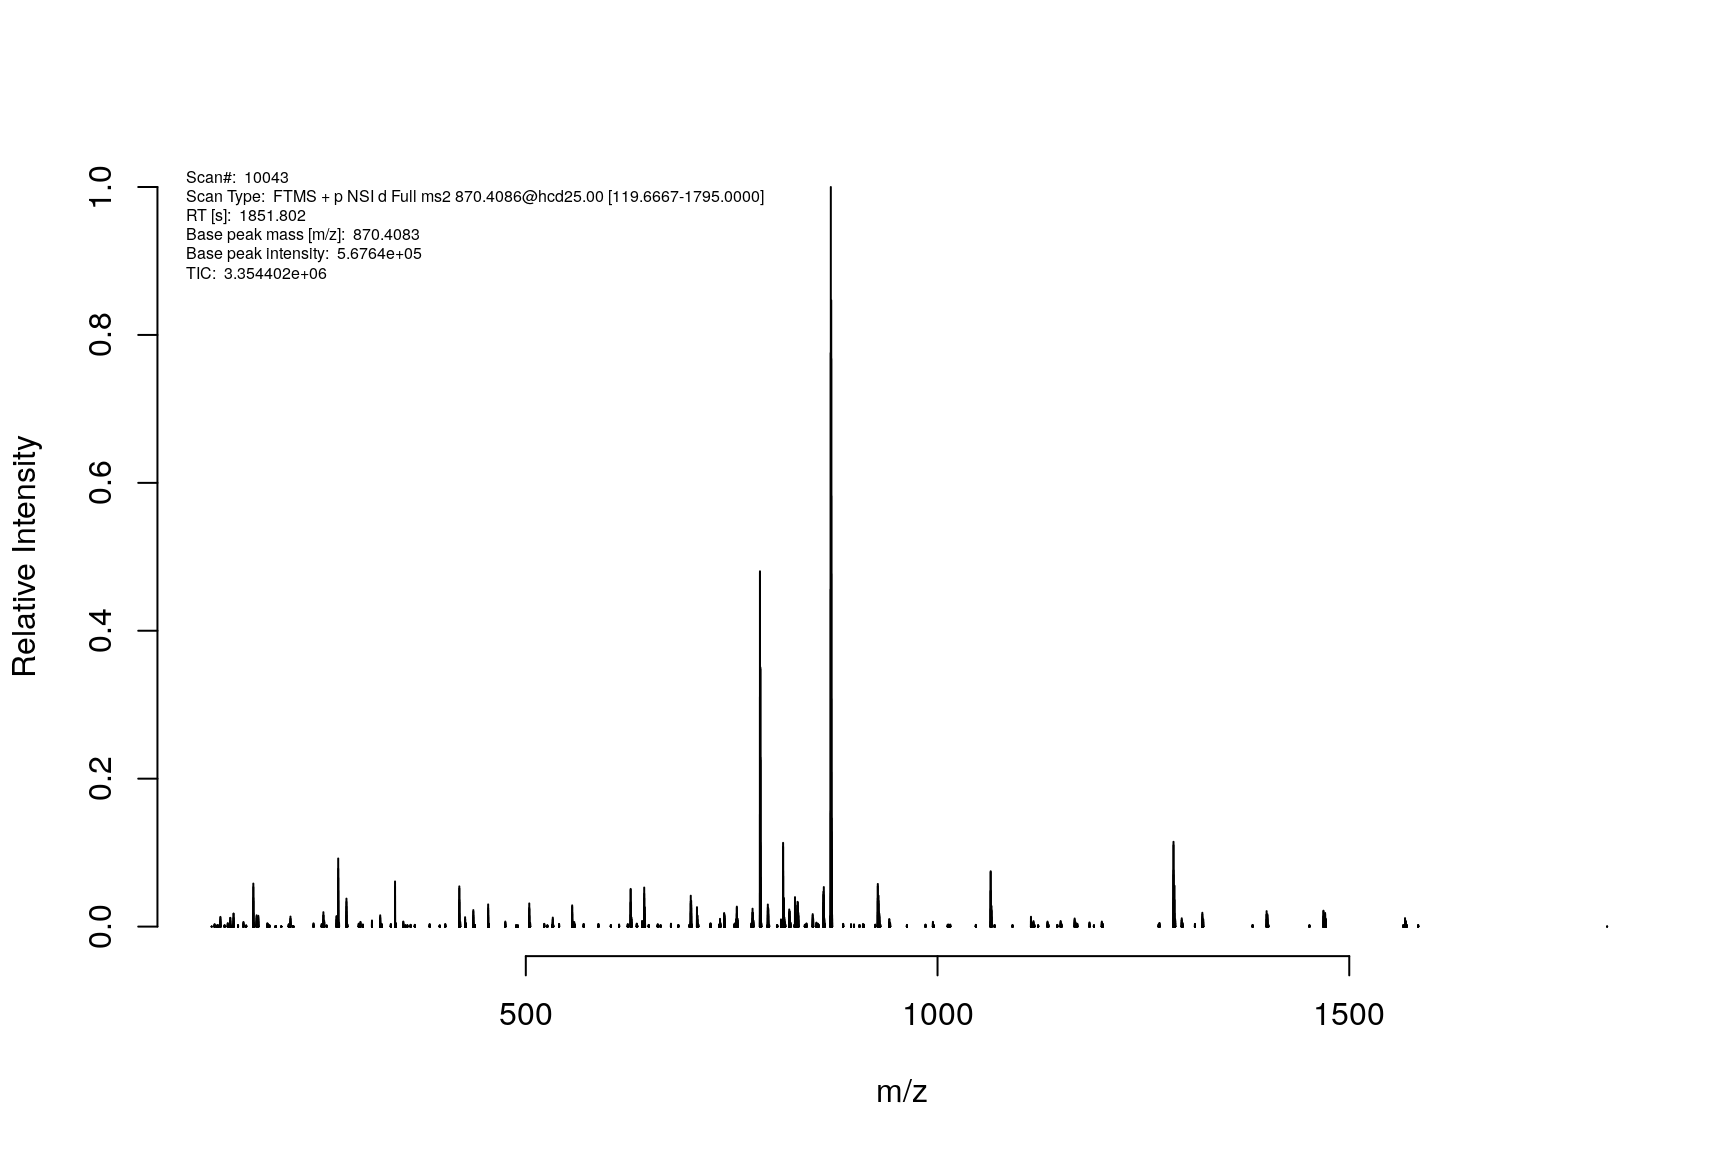 Scan#:  10043
Scan Type:  FTMS + p NSI d Full ms2 870.4086@hcd25.00 [119.6667-1795.0000]
RT [s]:  1851.802
Base peak mass [m/z]:  870.4083
Base peak intensity:  5.6764e+05
TIC:  3.354402e+06
1.0
0.8
0.6
0.4
0.2
0.0
Relative Intensity
500 1000 1500
m/z